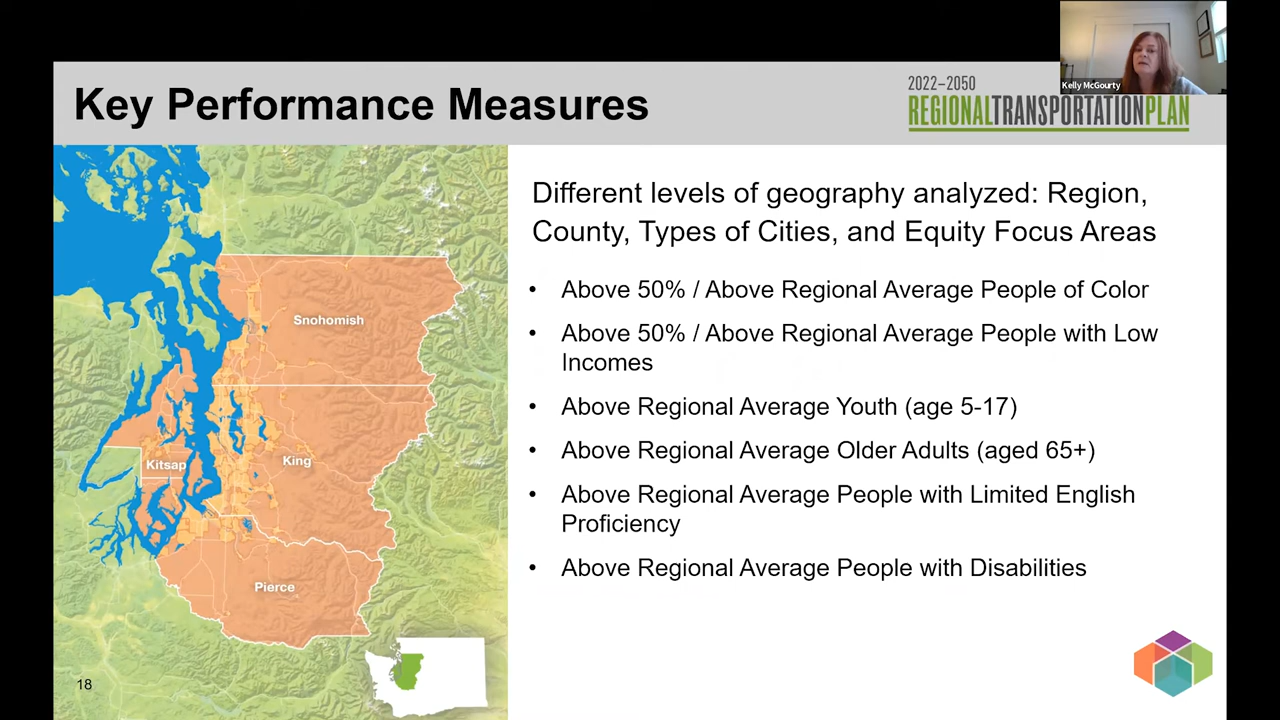 Key Performance Measures
2022–2050
REGIONALTRANSPORTATIONPLAN
Kelly McGourty
Different levels of geography analyzed: Region,
County, Types of Cities, and Equity Focus Areas
• Above 50% / Above Regional Average People of Color
• Above 50% / Above Regional Average People with Low
Incomes
• Above Regional Average Youth (age 5-17)
• Above Regional Average Older Adults (aged 65+)
• Above Regional Average People with Limited English
Proficiency
• Above Regional Average People with Disabilities
Snohomish
Kitsap
King
Pierce
18